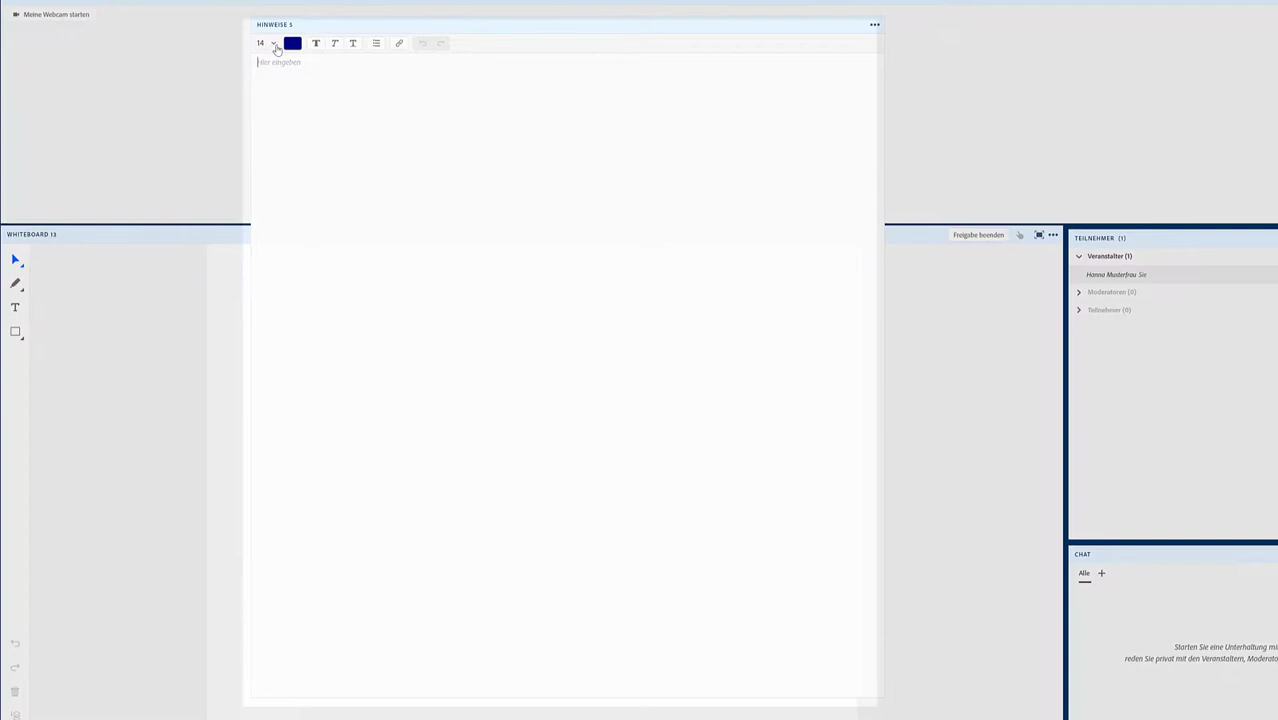 Meine Webcam starten
HINWEISE 5
14
T T T
Hier eingeben
WHITEBOARD 13
Freigabe beenden
T
TEILNEHMER (1)
Veranstalter (1)
Hanna Musterfrau Sie
Moderatoren (0)
Teilnehmer (0)
CHAT
Alle
Starten Sie eine Unterhaltung mi
reden Sie privat mit den Veranstaltern, Moderato